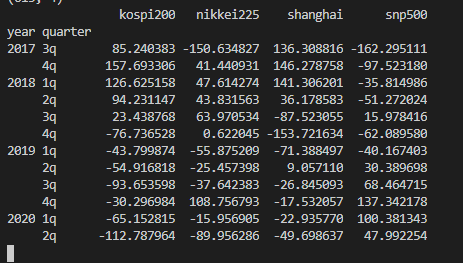 kospi200 nikkei225 shanghai snp500
year quarter
2017 3q 85.240383 -150.634827 136.308816 -162.295111
4q 157.693306 41.440931 146.278758 -97.523180
2018 1q 126.625158 47.614274 141.306201 -35.814986
2q 94.231147 43.831563 36.178583 -51.272024
3q 23.438768 63.970534 -87.523055 15.978416
4q -76.736528 0.622045 -153.721634 -62.089580
2019 1q -43.799874 -55.875209 -71.388497 -40.167403
2q -54.916818 -25.457398 9.057110 30.389698
3q -93.653598 -37.642383 -26.845093 68.464715
4q -30.296984 108.756793 -17.532057 137.342178
2020 1q -65.152815 -15.956905 -22.935770 100.381343
2q -112.787964 -89.956286 -49.698637 47.992254